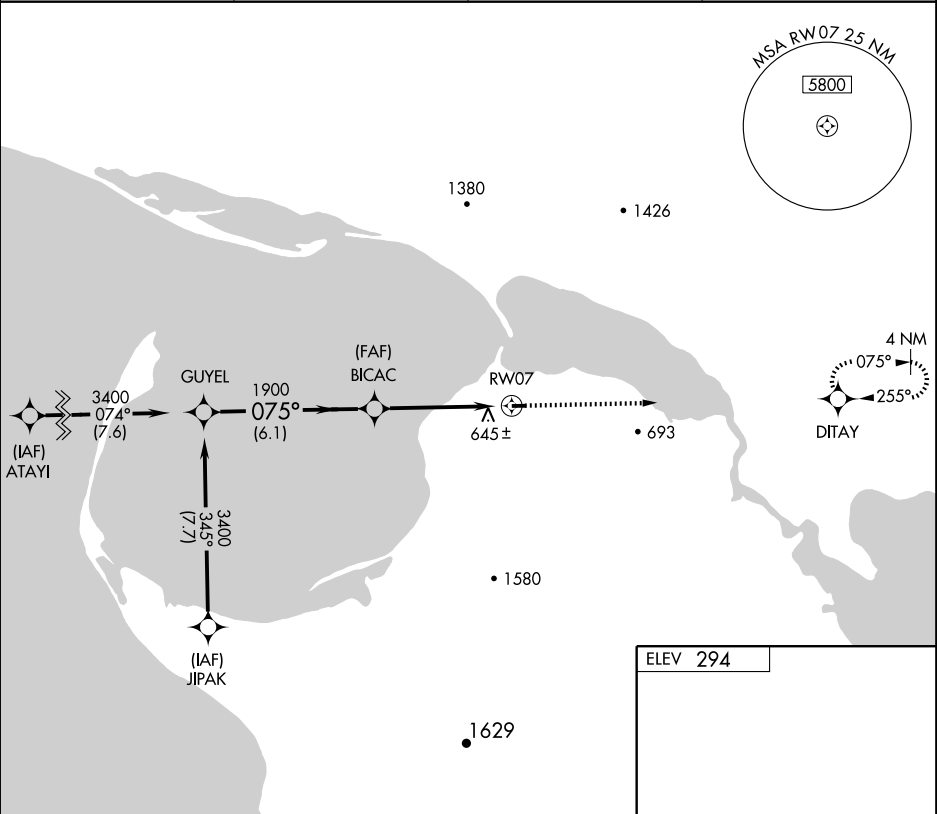 MSA RW07 25 NM
5800
1380
1426
4 NM
075°
255°
DITAY
(FAF)
BICAC
GUYEL
RW07
3400
074°
(7.6)
1900
075°
(6.1)
(IAF)
ATAYI
645±
693
3400
345°
(7.7)
1580
(IAF)
JIPAK
ELEV 294
1629